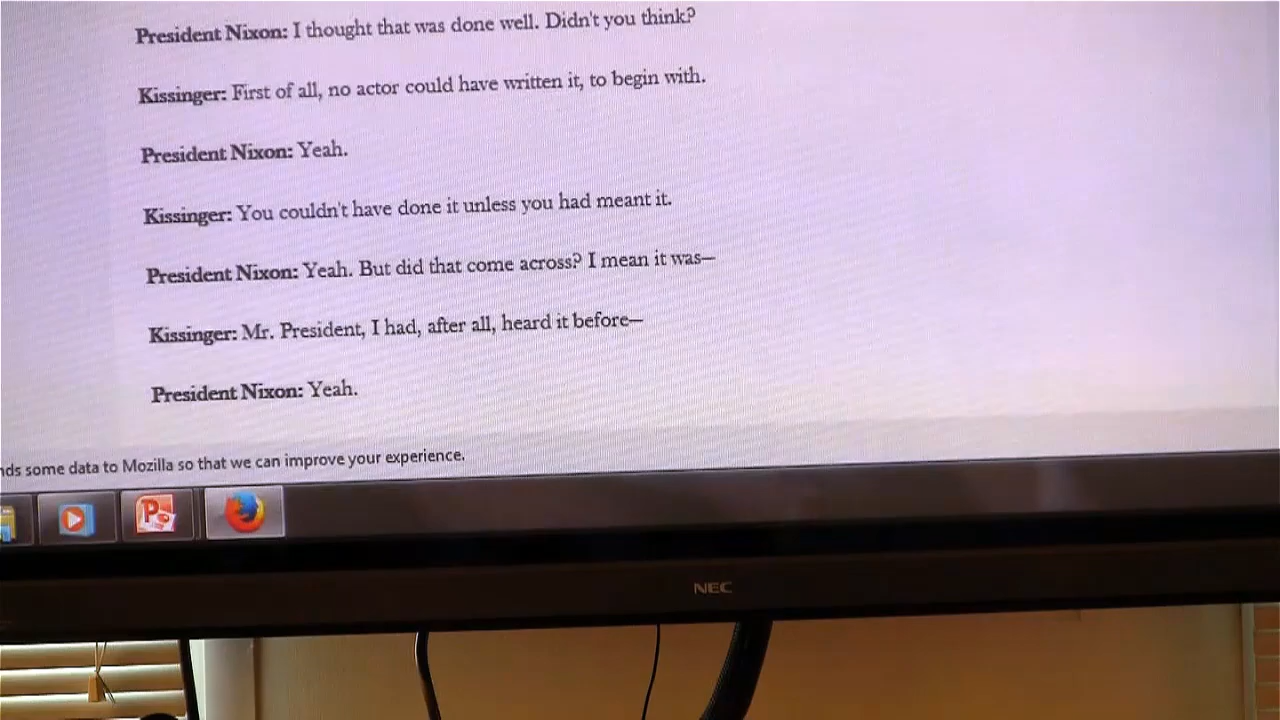 President Nixon: I thought that was done well. Didn't you think?
Kissinger: First of all, no actor could have written it, to begin with.
President Nixon: Yeah.
Kissinger: You couldn't have done it unless you had meant it.
President Nixon: Yeah. But did that come across? I mean it was—
Kissinger: Mr. President, I had, after all, heard it before—
President Nixon: Yeah.
nds some data to Mozilla so that we can improve your experience.
P
NEC